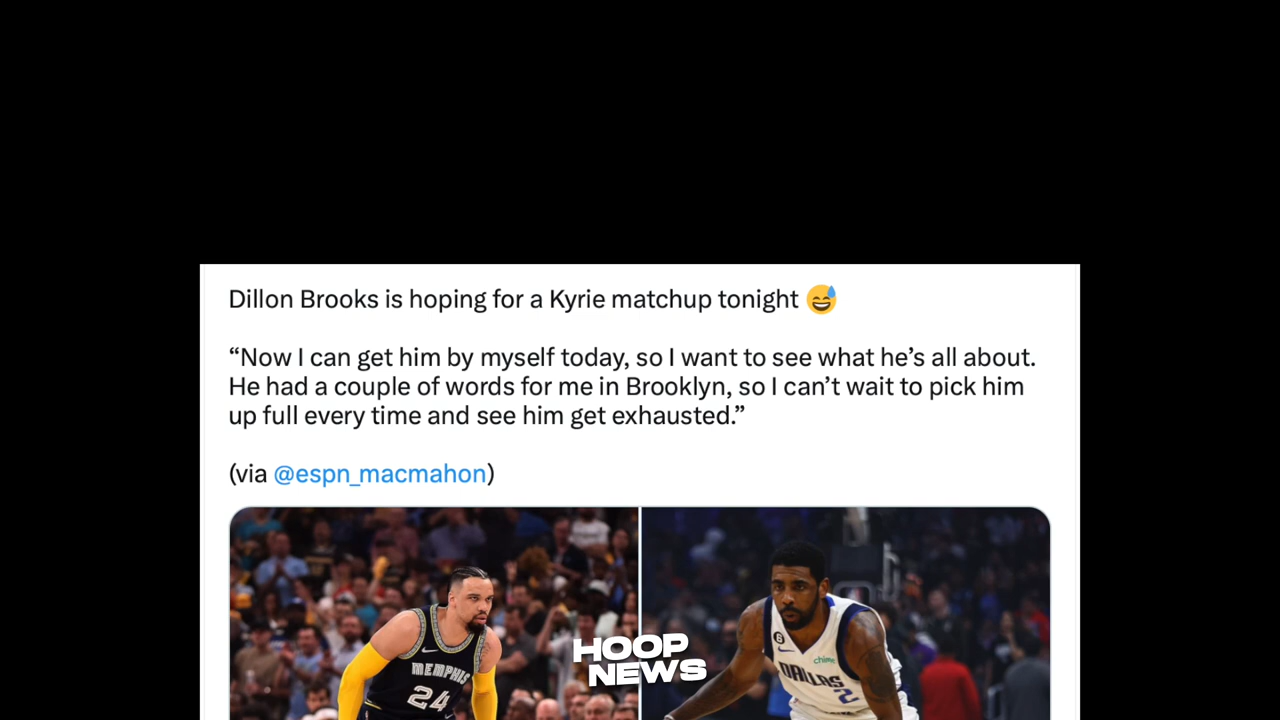 Dillon Brooks is hoping for a Kyrie matchup tonight 😅
“Now I can get him by myself today, so I want to see what he’s all about.
He had a couple of words for me in Brooklyn, so I can’t wait to pick him
up full every time and see him get exhausted.”
(via @espn_macmahon)
HOOP
NEWS
MEMPHIS
24
6
chime
DALLAS
2